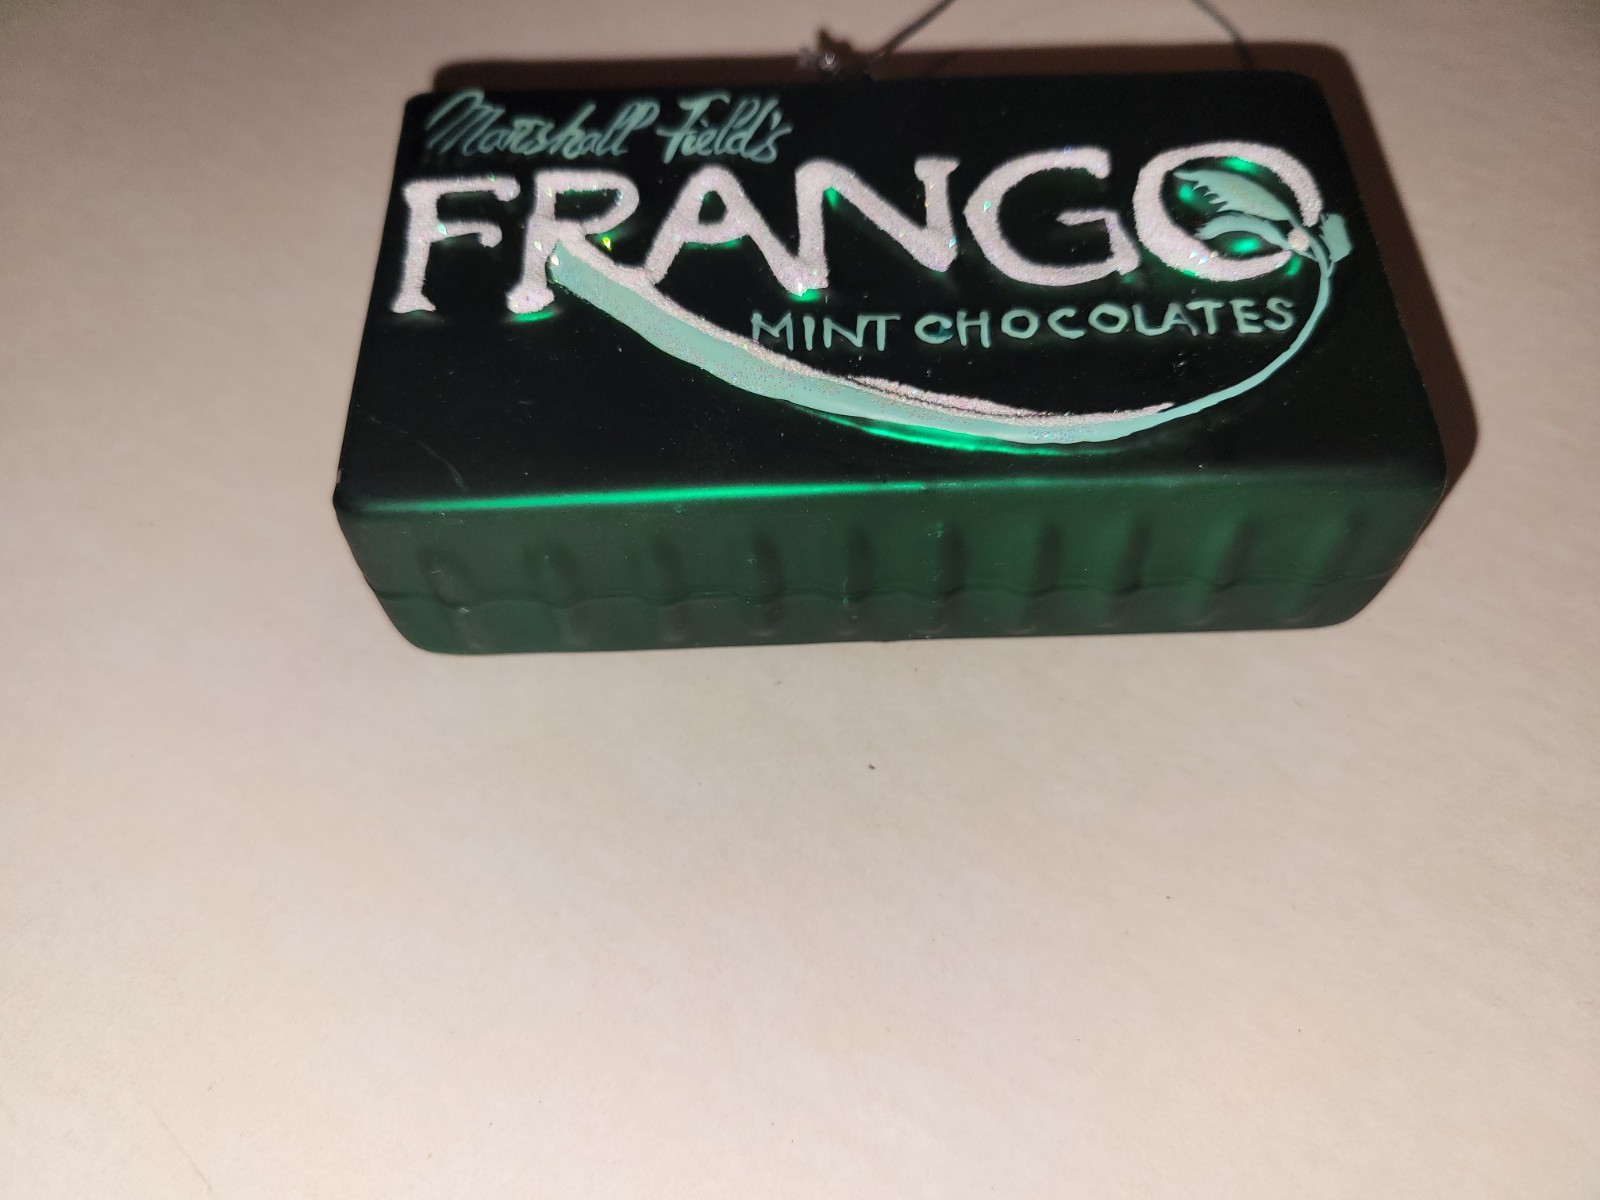 Marshall Field's
FRANGO
MINT CHOCOLATES